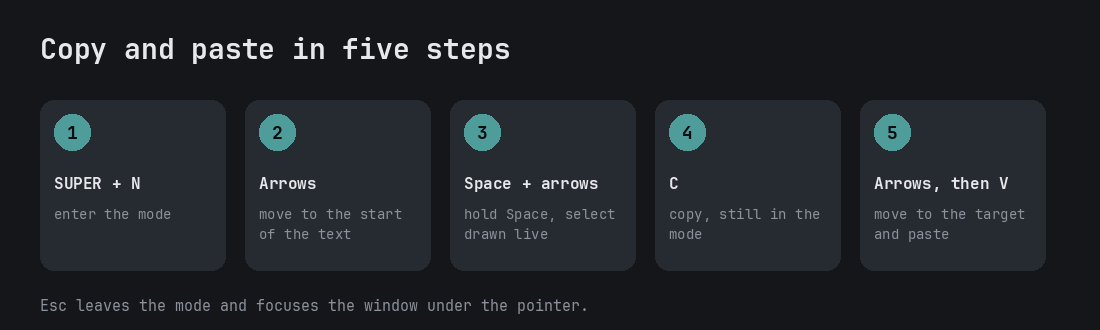 Copy and paste in five steps
1
SUPER + N
enter the mode
2
Arrows
move to the start
of the text
3
Space + arrows
hold Space, select
drawn live
4
C
copy, still in the
mode
5
Arrows, then V
move to the target
and paste
Esc leaves the mode and focuses the window under the pointer.